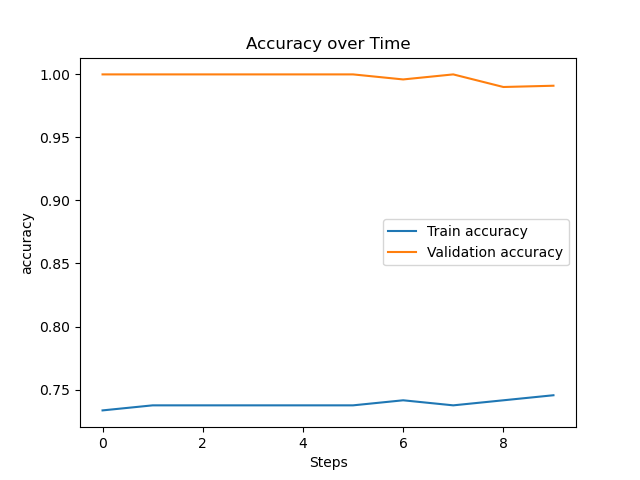 Accuracy over Time
1.00
0.95
0.90
0.85
0.80
0.75
accuracy
Train accuracy
Validation accuracy
0 2 4 6 8
Steps